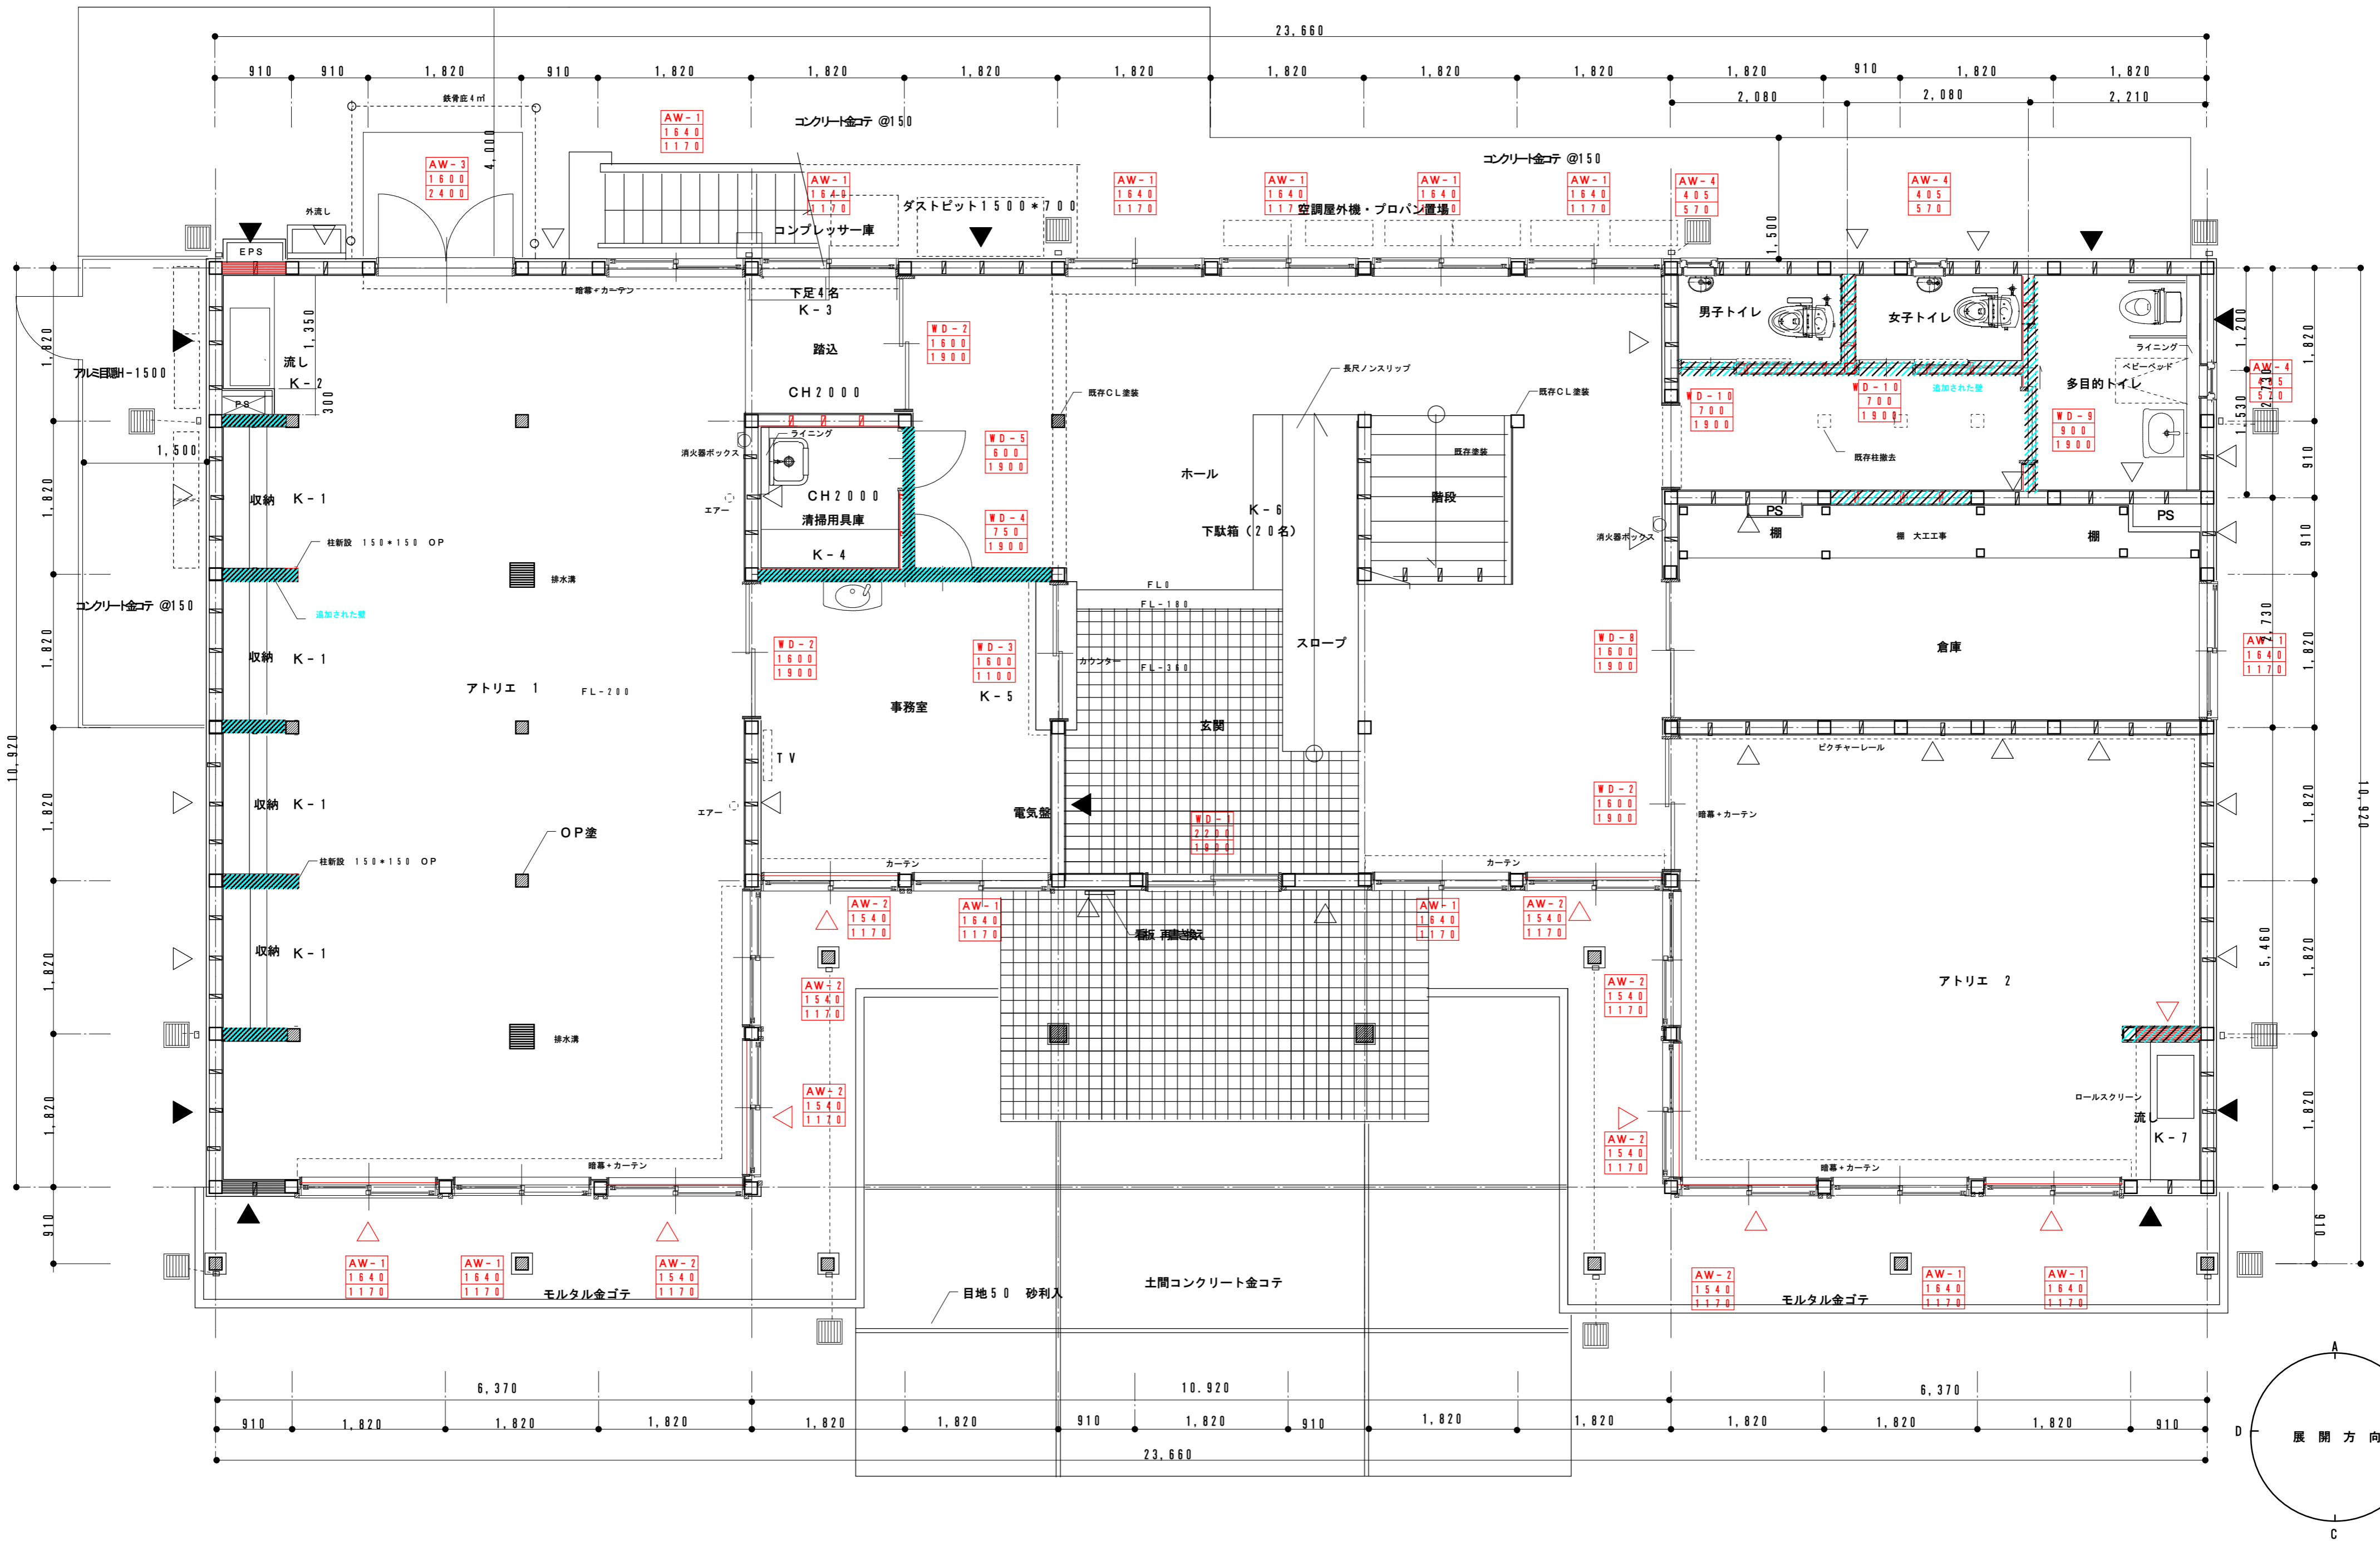 23,660
910
910
1,820
910
1,820
1,820
1,820
1,820
1,820
1,820
1,820
1,820
910
1,820
1,820
2,080
2,080
2,210
鉄骨庇4㎡
4,000
AW-1
1640
1170
コンクリート金コテ @150
コンクリート金コテ @150
AW-3
1600
2400
AW-1
1640
1170
AW-1
1640
1170
AW-1
1640
1170
AW-1
1640
1170
AW-1
1640
1170
AW-4
405
570
AW-4
405
570
外流し
EPS
コンプレッサー庫
ダストピット1500*700
空調屋外機・プロパン置場
1,500
暗幕+カーテン
下足4名
K-3
踏込
CH2000
WD-2
1600
1900
1,350
300
流し
K-2
PS
アルミ目隠H-1500
1,500
男子トイレ
女子トイレ
多目的トイレ
ライニング
ベビーベッド
追加された壁
WD-10
700
1900
WD-10
700
1900
WD-9
900
1900
既存柱撤去
1,200
1,530
2,730
AW-4
570
長尺ノンスリップ
既存CL塗装
既存CL塗装
既存塗装
ライニング
消火器ボックス
エアー
CH2000
清掃用具庫
K-4
WD-5
600
1900
WD-4
750
1900
ホール
K-6
下駄箱(20名)
階段
消火器ボックス
PS
棚
棚 大工工事
棚
PS
収納 K-1
柱新設 150*150 OP
排水溝
コンクリート金コテ @150
追加された壁
収納 K-1
アトリエ 1
FL-200
WD-2
1600
1900
事務室
WD-3
1600
1100
K-5
カウンター
FL0
FL-180
FL-360
スロープ
玄関
WD-8
1600
1900
倉庫
AW-1
1640
1170
2,730
TV
ピクチャーレール
収納 K-1
OP塗
エアー
電気盤
WD-1
2200
1900
WD-2
1600
1900
暗幕+カーテン
柱新設 150*150 OP
カーテン
カーテン
AW-2
1540
1170
AW-1
1640
1170
AW-1
1640
1170
AW-2
1540
1170
収納 K-1
AW-2
1540
1170
AW-2
1540
1170
アトリエ 2
5,460
排水溝
AW-2
1540
1170
AW-2
1540
1170
ロールスクリーン
流し
K-7
暗幕+カーテン
暗幕+カーテン
AW-1
1640
1170
AW-1
1640
1170
AW-2
1540
1170
モルタル金ゴテ
目地50 砂利入
土間コンクリート金コテ
AW-2
1540
1170
モルタル金ゴテ
AW-1
1640
1170
AW-1
1640
1170
10,920
1,820
1,820
1,820
1,820
1,820
1,820
910
1,820
910
910
1,820
1,820
1,820
1,820
910
10,920
6,370
10.920
6,370
910
1,820
1,820
1,820
1,820
1,820
910
1,820
910
1,820
1,820
1,820
1,820
1,820
910
23,660
A
D
展開方向
C